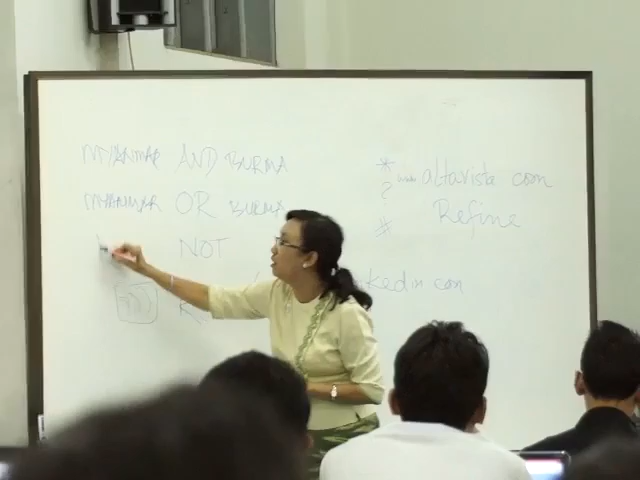 MYANMAR AND BURMA
MYANMAR OR BURMA
NOT
*
?
#
www altavista com
Refine
kedin com
R